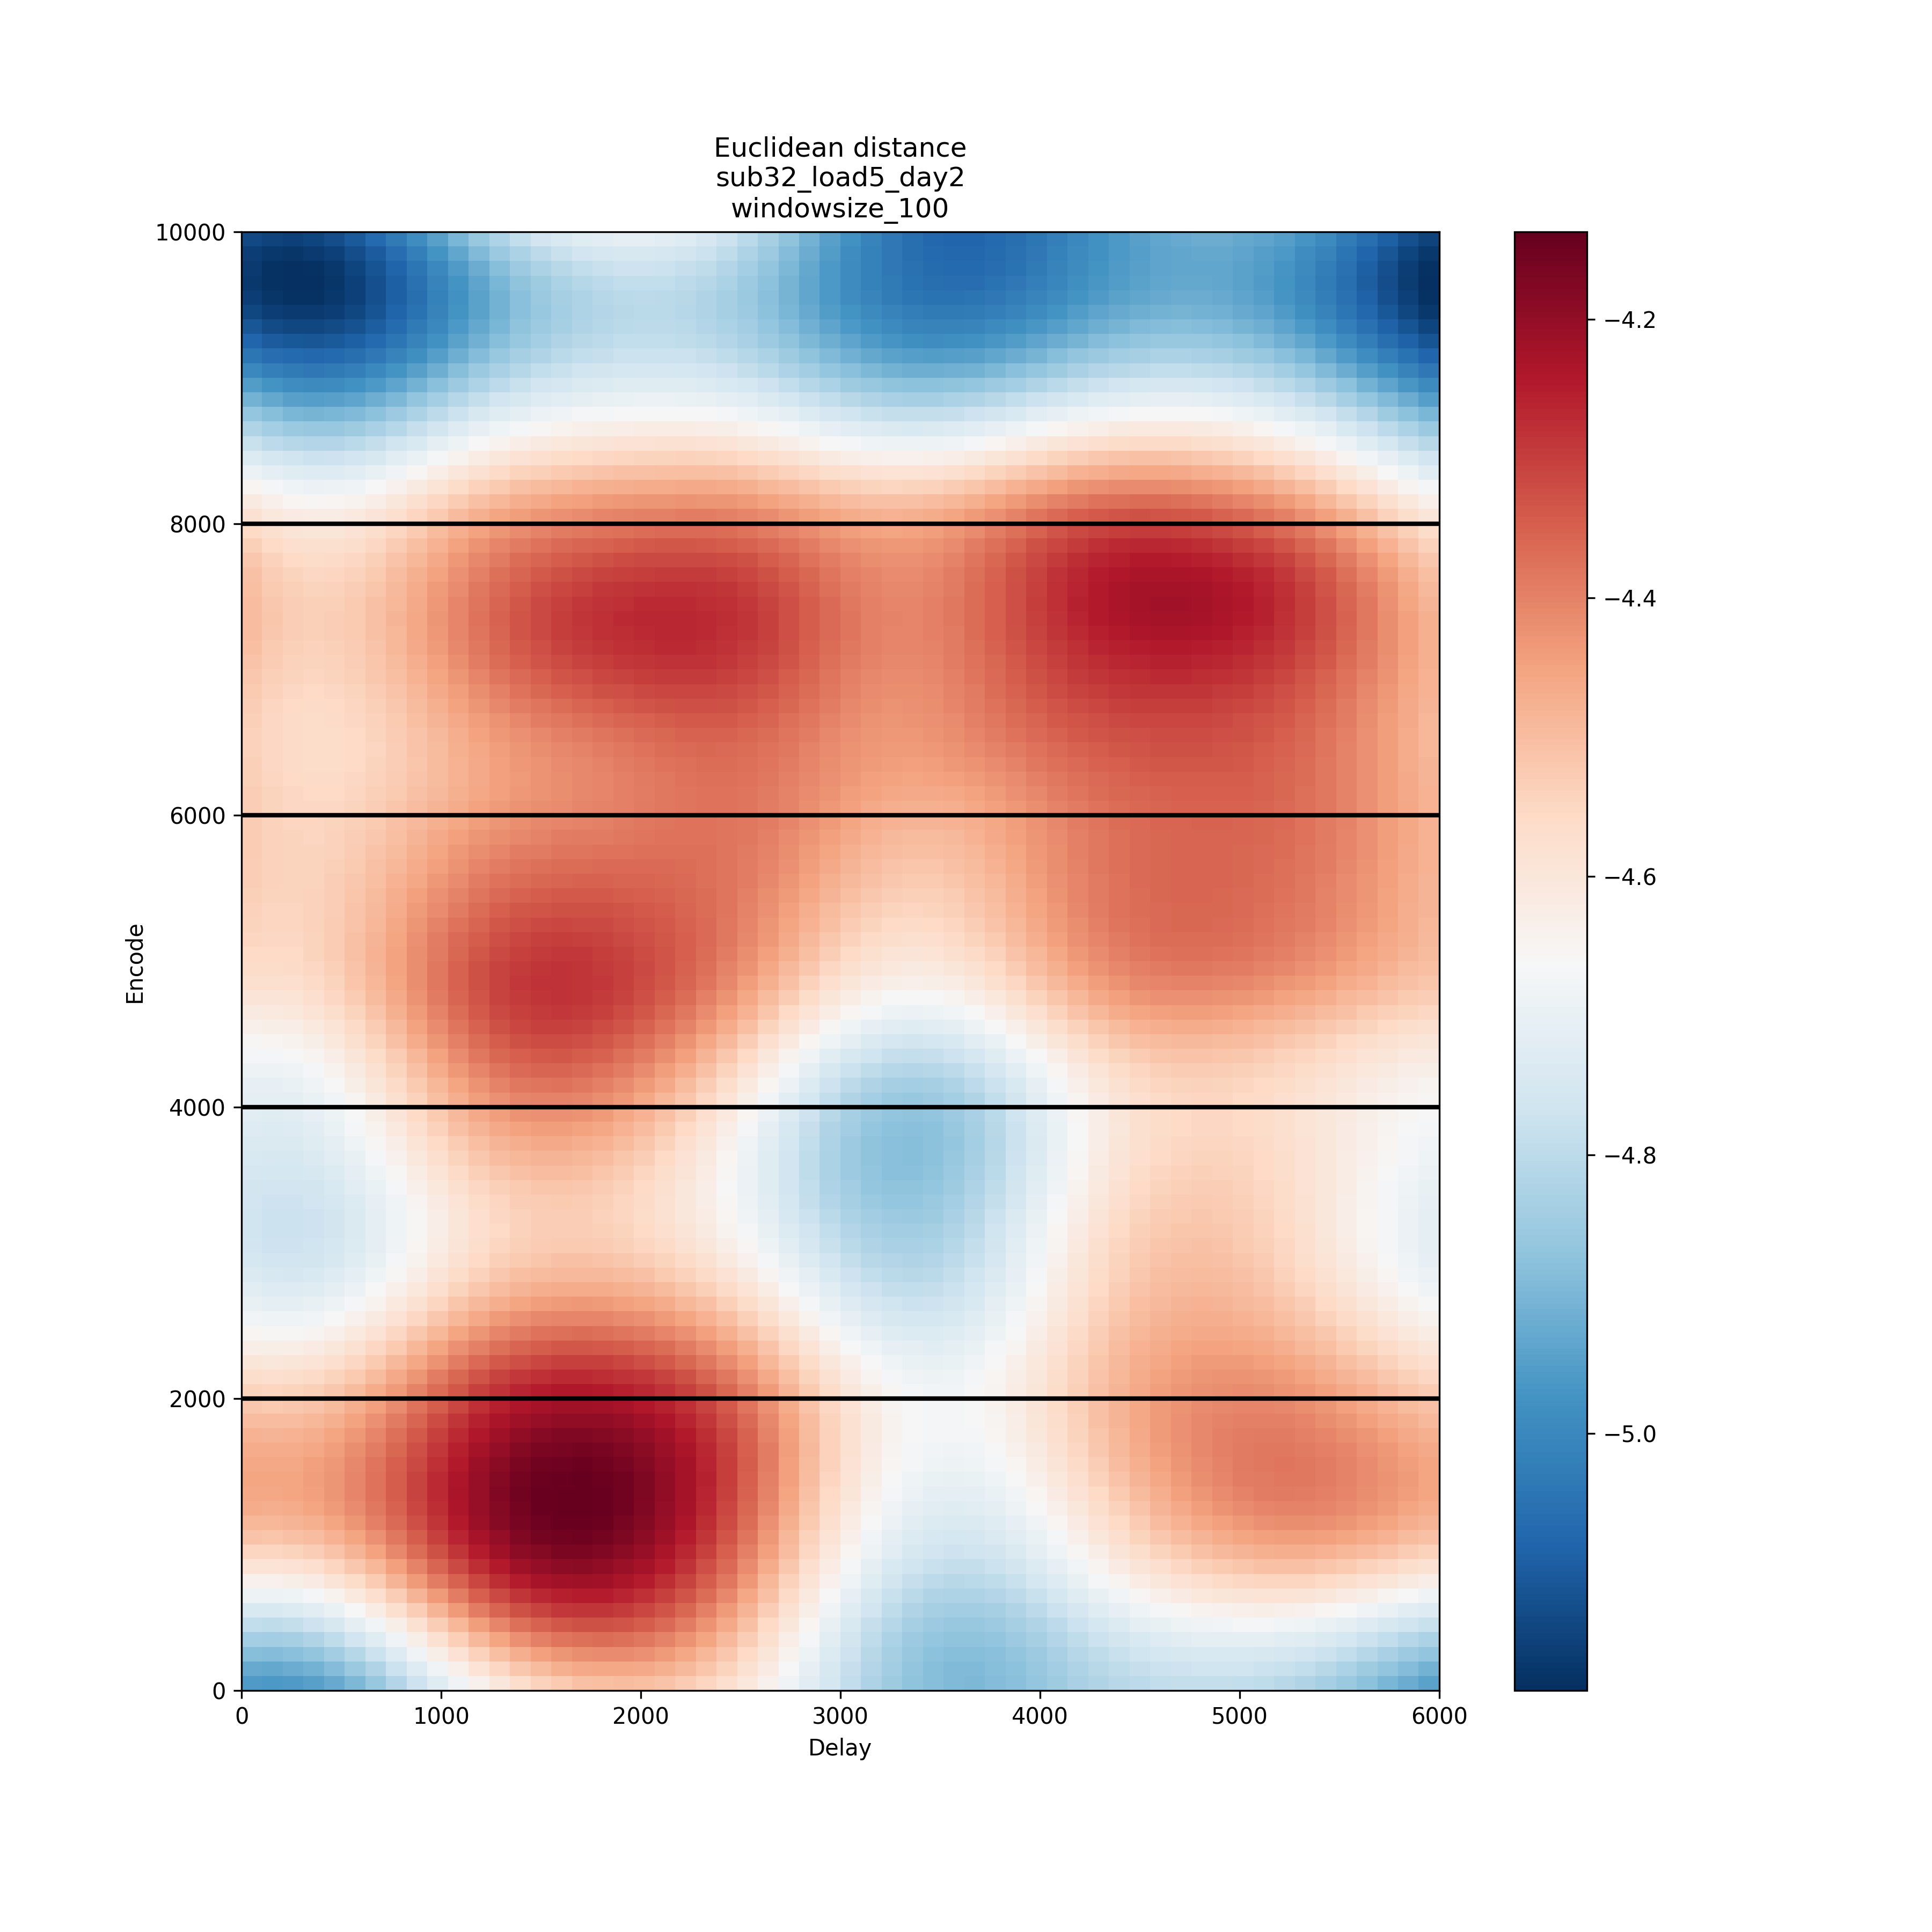 Euclidean distance
sub32_load5_day2
windowsize_100
10000
8000
6000
4000
2000
0
Encode
0 1000 2000 3000 4000 5000 6000
Delay
−4.2
−4.4
−4.6
−4.8
−5.0